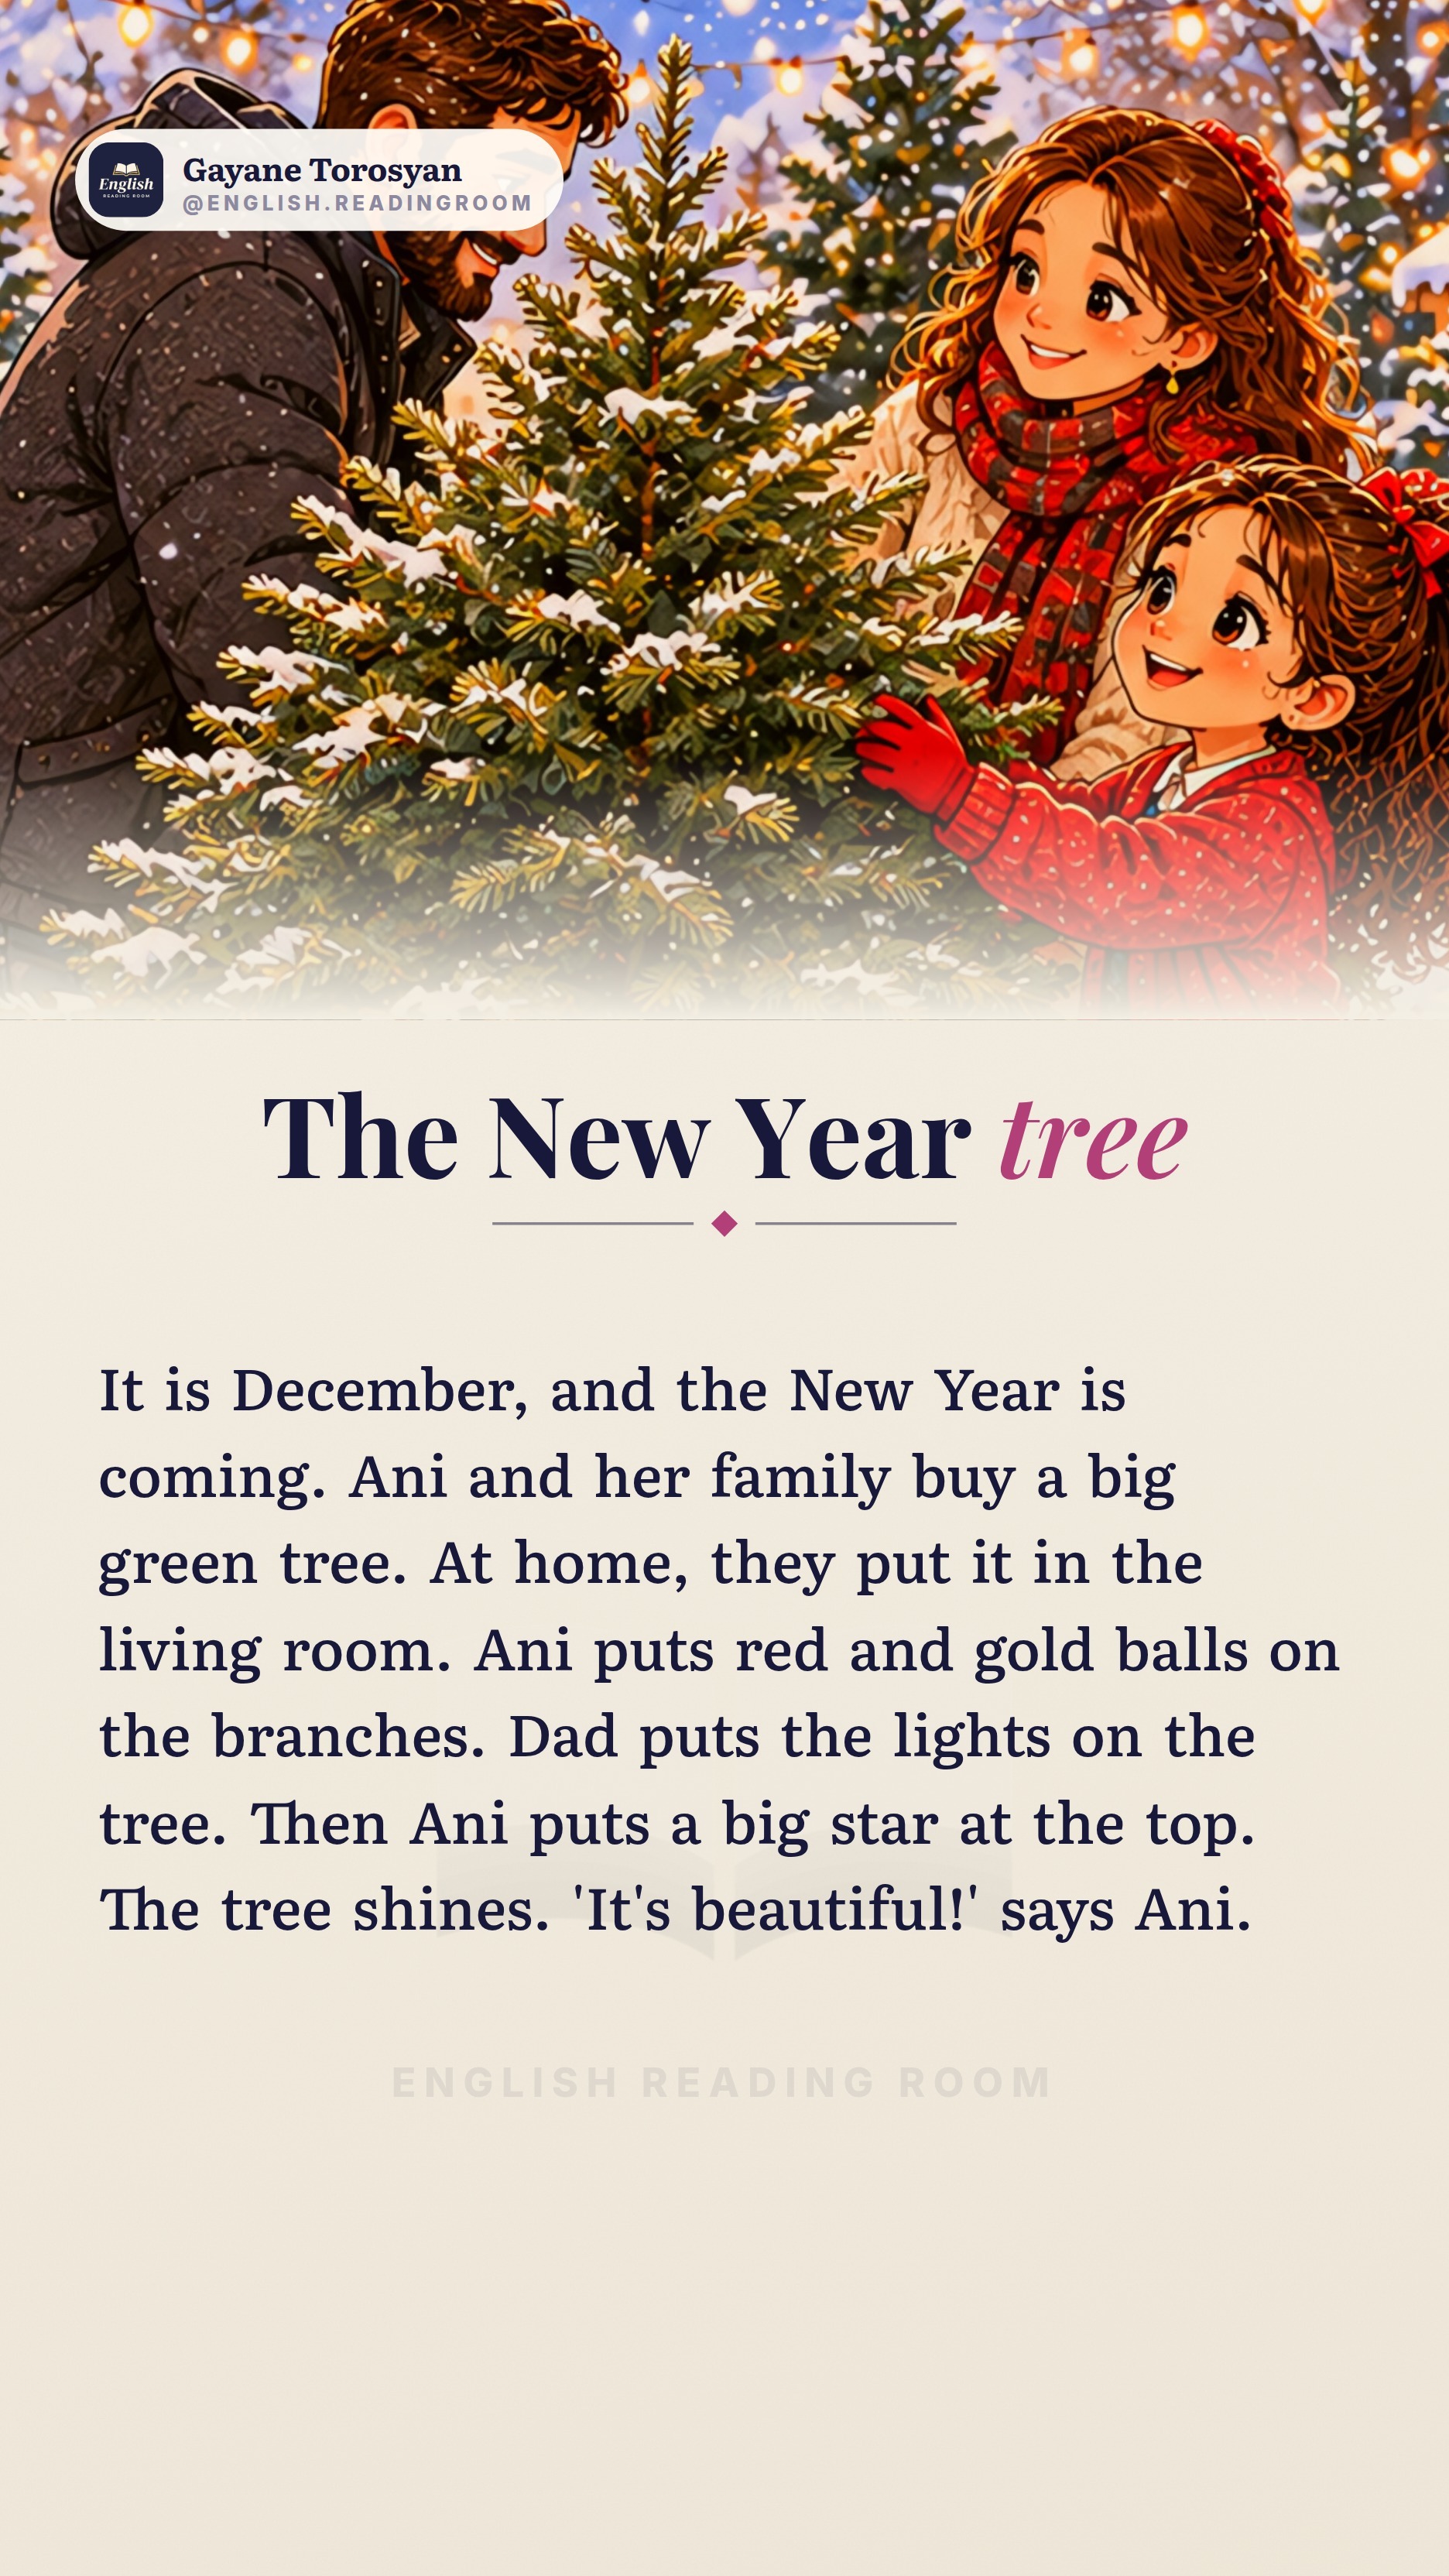 English
READING ROOM
Gayane Torosyan
@ENGLISH.READINGROOM
The New Year tree
It is December, and the New Year is
coming. Ani and her family buy a big
green tree. At home, they put it in the
living room. Ani puts red and gold balls on
the branches. Dad puts the lights on the
tree. Then Ani puts a big star at the top.
The tree shines. 'It's beautiful!' says Ani.
ENGLISH READING ROOM